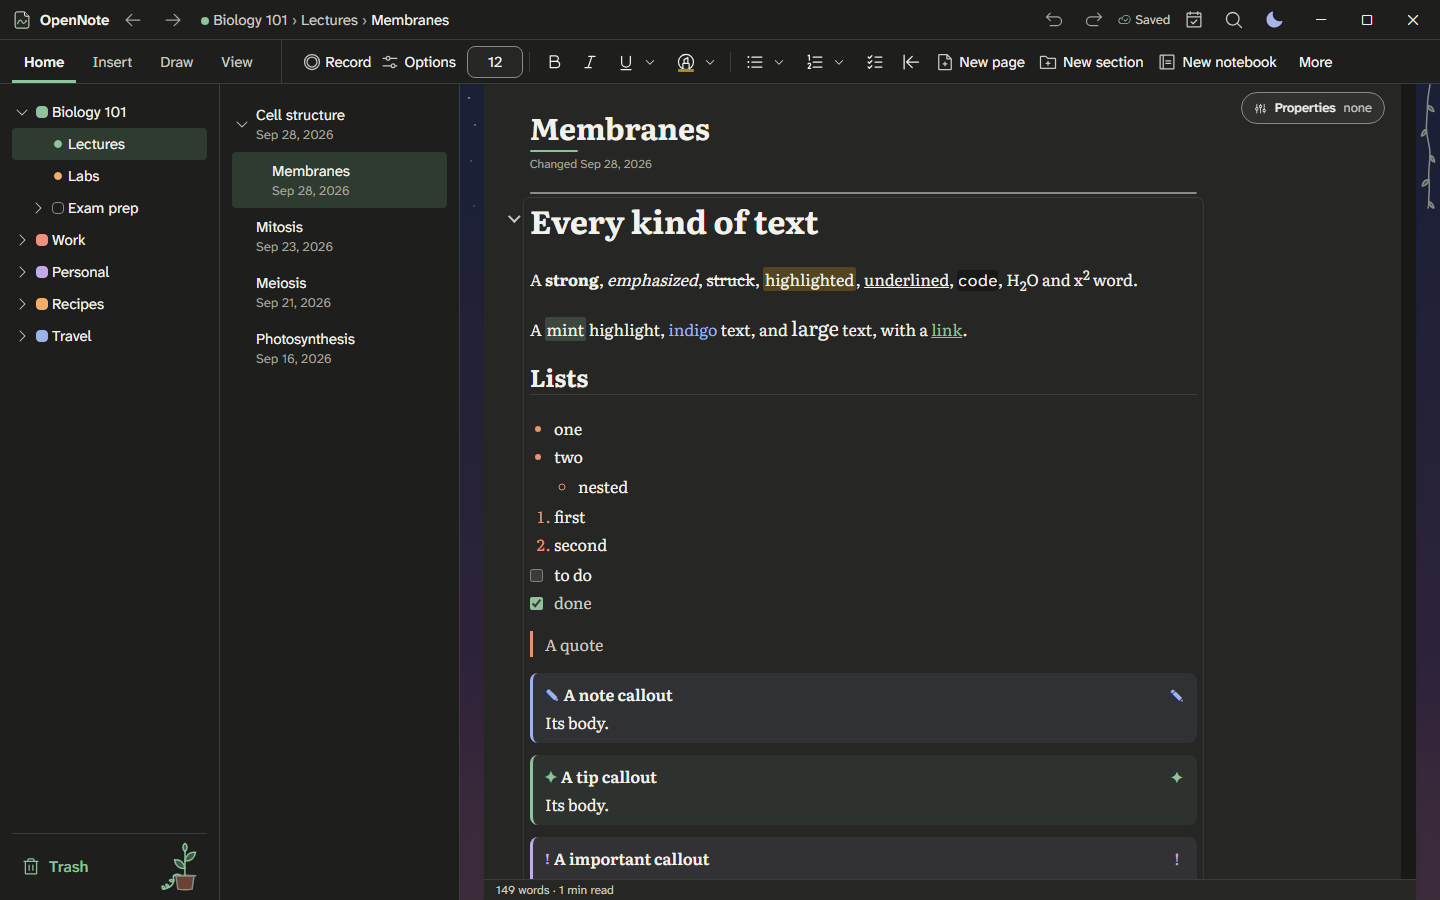 OpenNote
Biology 101 › Lectures › Membranes
Saved
Home Insert Draw View
Record Options 12 B I U A New page New section New notebook More
Biology 101
Lectures
Labs
Exam prep
Work
Personal
Recipes
Travel
Trash
Cell structure
Sep 28, 2026
Membranes
Sep 28, 2026
Mitosis
Sep 23, 2026
Meiosis
Sep 21, 2026
Photosynthesis
Sep 16, 2026
Properties none
Membranes
Changed Sep 28, 2026
Every kind of text
A strong, emphasized, struck, highlighted, underlined, code, H₂O and x² word.
A mint highlight, indigo text, and large text, with a link.
Lists
• one
• two
◦ nested
1. first
2. second
to do
done
A quote
A note callout
Its body.
A tip callout
Its body.
! A important callout !
149 words · 1 min read